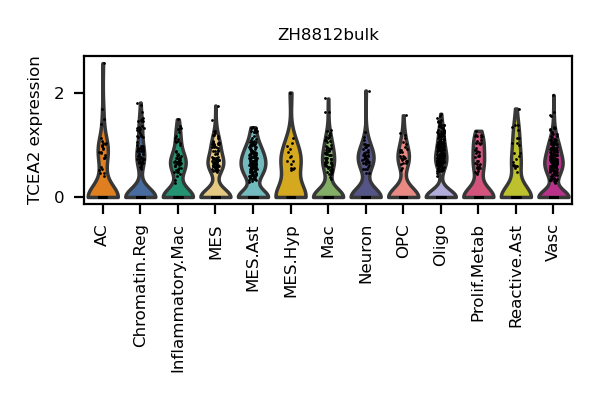 ZH8812bulk
TCEA2 expression
2
0
AC
Chromatin.Reg
Inflammatory.Mac
MES
MES.Ast
MES.Hyp
Mac
Neuron
OPC
Oligo
Prolif.Metab
Reactive.Ast
Vasc